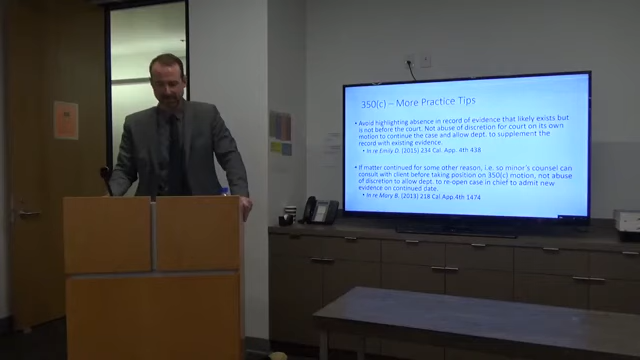 350(c) – More Practice Tips
• Avoid highlighting absence in record of evidence that likely exists but
is not before the court. Not abuse of discretion for court on its own
motion to continue the case and allow dept. to supplement the
record with existing evidence.
• In re Emily D. (2015) 234 Cal. App. 4th 438
• If matter continued for some other reason, i.e. so minor's counsel can
consult with client before taking position on 350(c) motion, not abuse
of discretion to allow dept. to re-open case in chief to admit new
evidence on continued date.
• In re Mary B. (2013) 218 Cal App.4th 1474